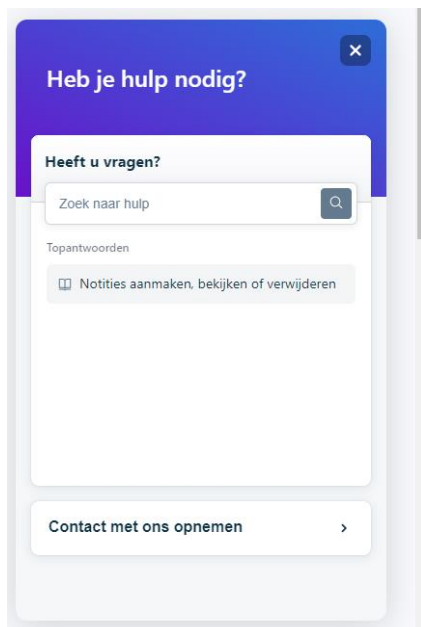 Heb je hulp nodig?
Heeft u vragen?
Zoek naar hulp
Topantwoorden
Notities aanmaken, bekijken of verwijderen
Contact met ons opnemen